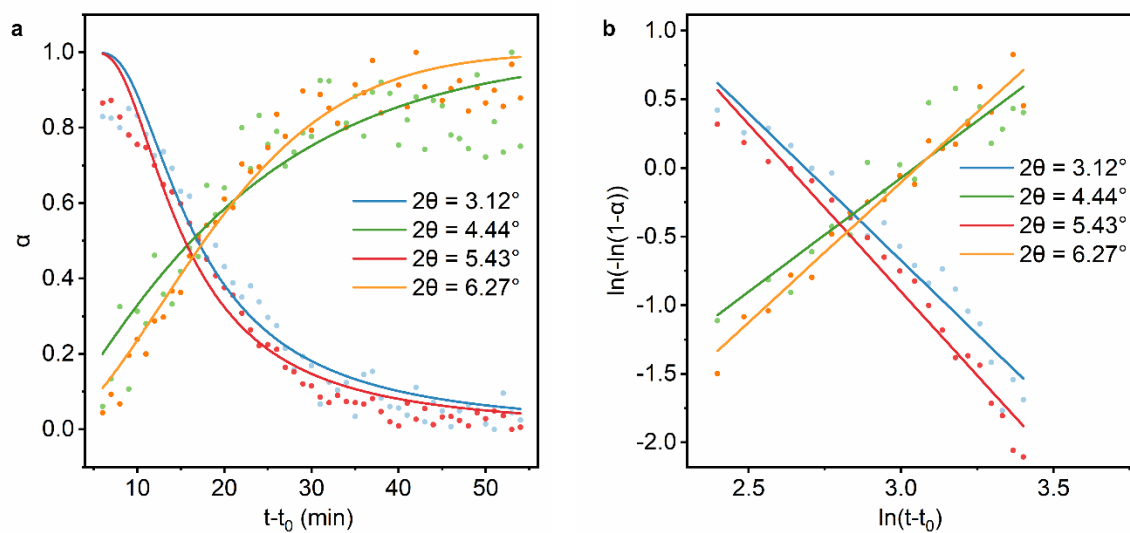 a
α
1.0
0.8
0.6
0.4
0.2
0.0
2θ = 3.12°
2θ = 4.44°
2θ = 5.43°
2θ = 6.27°
10
20
30
40
50
t-t₀ (min)
b
ln(-ln(1-α))
1.0
0.5
0.0
-0.5
-1.0
-1.5
-2.0
2θ = 3.12°
2θ = 4.44°
2θ = 5.43°
2θ = 6.27°
2.5
3.0
3.5
ln(t-t₀)